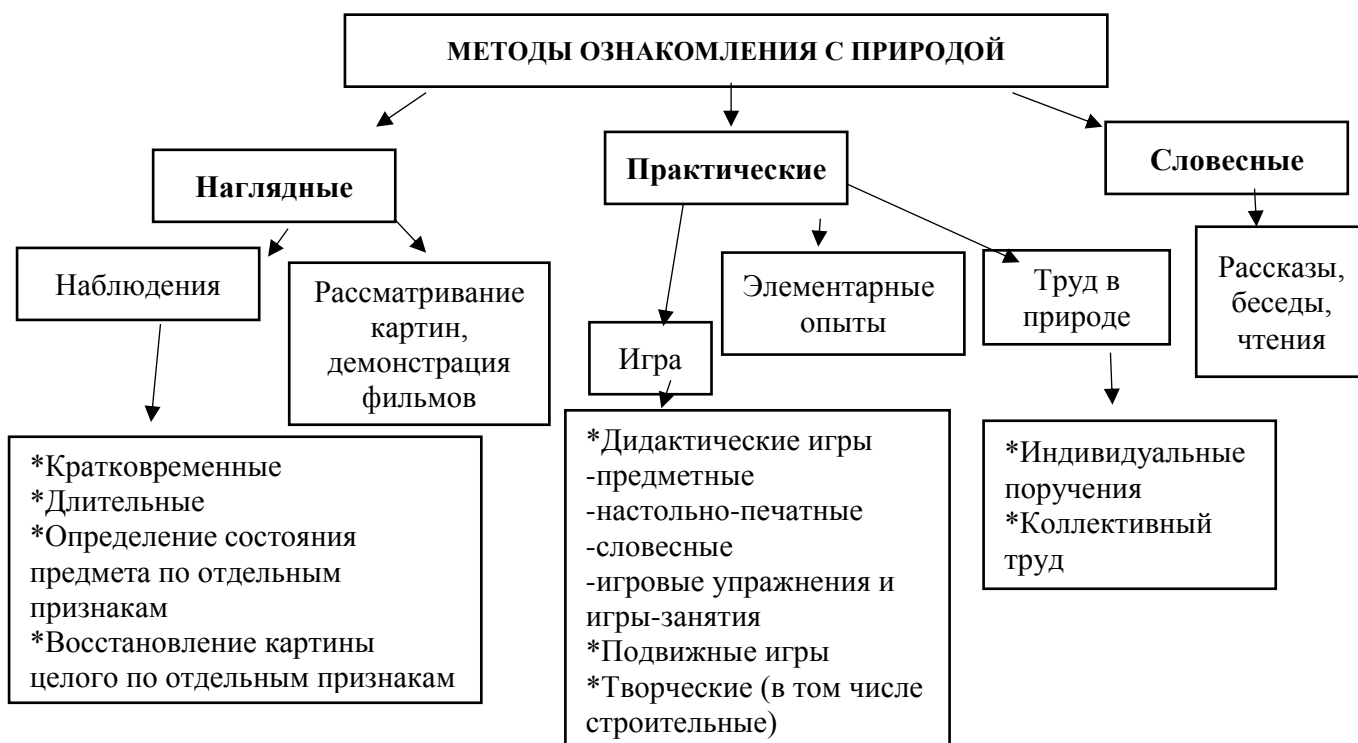 МЕТОДЫ ОЗНАКОМЛЕНИЯ С ПРИРОДОЙ
Наглядные
Практические
Словесные
Наблюдения
Рассматривание
картин,
демонстрация
фильмов
Игра
Элементарные
опыты
Труд в
природе
Рассказы,
беседы,
чтения
*Кратковременные
*Длительные
*Определение состояния
предмета по отдельным
признакам
*Восстановление картины
целого по отдельным признакам
*Дидактические игры
-предметные
-настольно-печатные
-словесные
-игровые упражнения и
игры-занятия
*Подвижные игры
*Творческие (в том числе
строительные)
*Индивидуальные
поручения
*Коллективный
труд